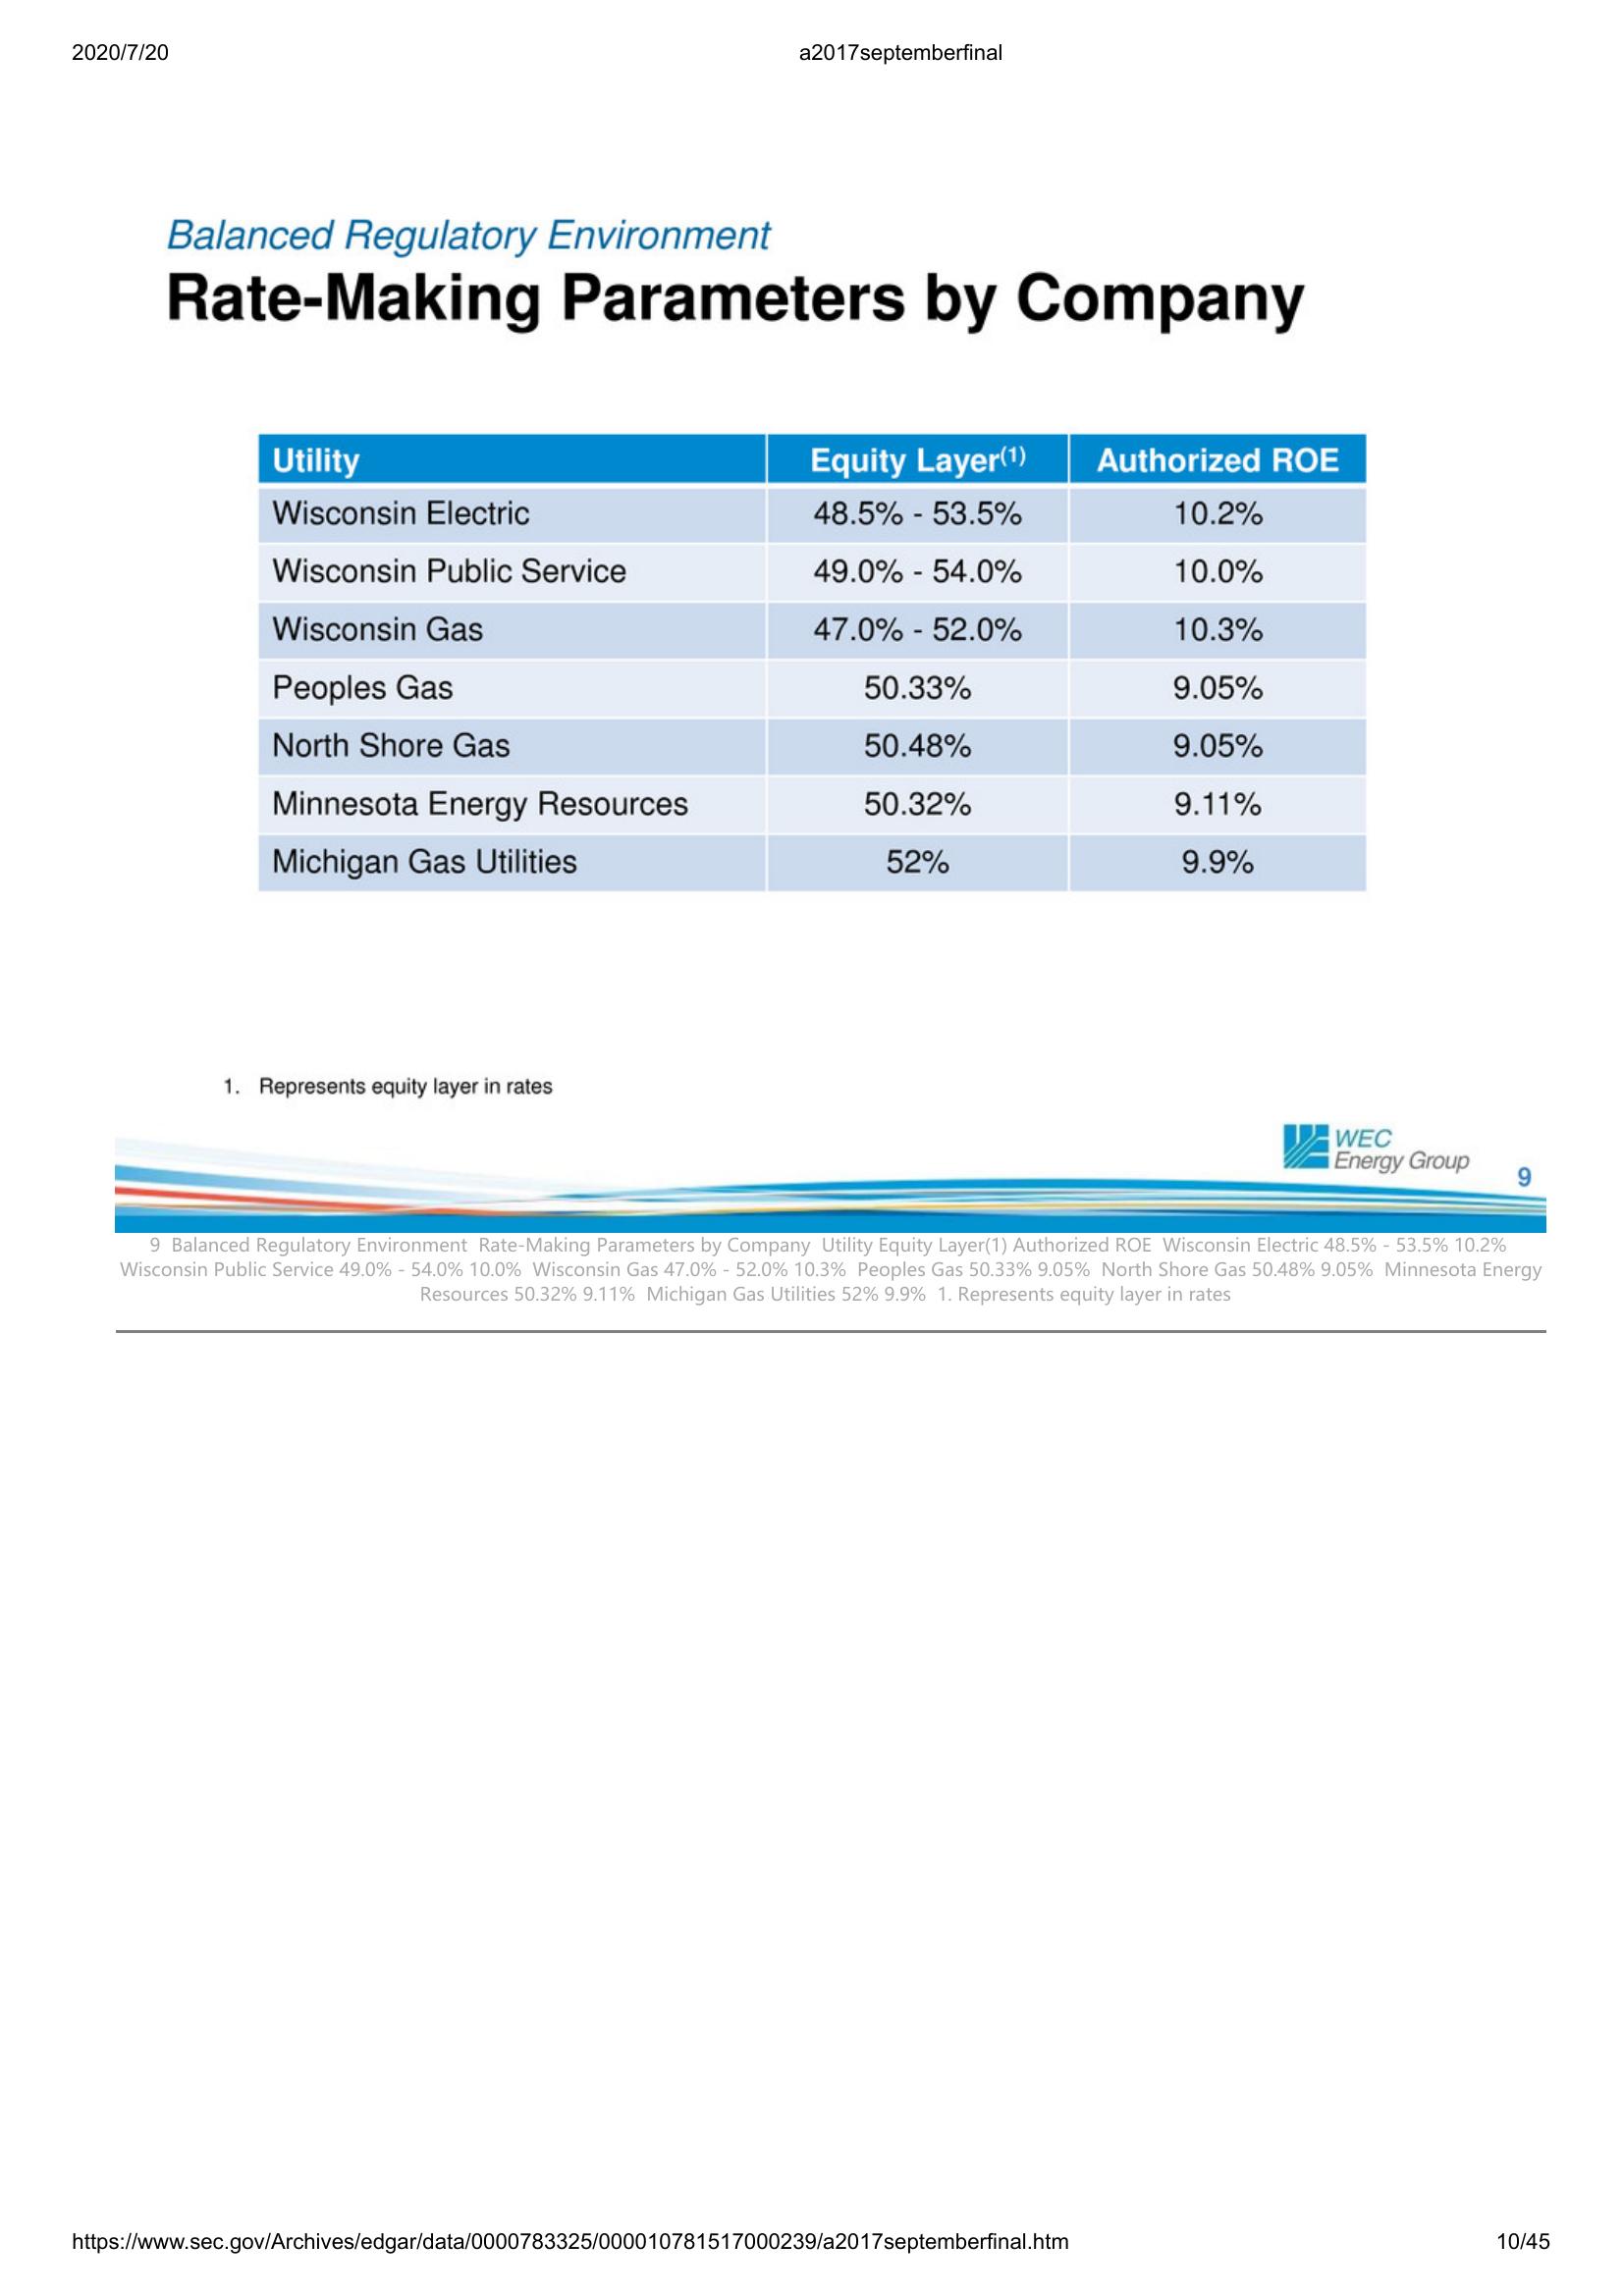 2020/7/20 a2017septemberfinal
Balanced Regulatory Environment
Rate-Making Parameters by Company
Utility Equity Layer(1) Authorized ROE
Wisconsin Electric 48.5% - 53.5% 10.2%
Wisconsin Public Service 49.0% - 54.0% 10.0%
Wisconsin Gas 47.0% - 52.0% 10.3%
Peoples Gas 50.33% 9.05%
North Shore Gas 50.48% 9.05%
Minnesota Energy Resources 50.32% 9.11%
Michigan Gas Utilities 52% 9.9%
1. Represents equity layer in rates
WEC
Energy Group
9
9 Balanced Regulatory Environment Rate-Making Parameters by Company Utility Equity Layer(1) Authorized ROE Wisconsin Electric 48.5% - 53.5% 10.2%
Wisconsin Public Service 49.0% - 54.0% 10.0% Wisconsin Gas 47.0% - 52.0% 10.3% Peoples Gas 50.33% 9.05% North Shore Gas 50.48% 9.05% Minnesota Energy
Resources 50.32% 9.11% Michigan Gas Utilities 52% 9.9% 1. Represents equity layer in rates
https://www.sec.gov/Archives/edgar/data/0000783325/000010781517000239/a2017septemberfinal.htm 10/45